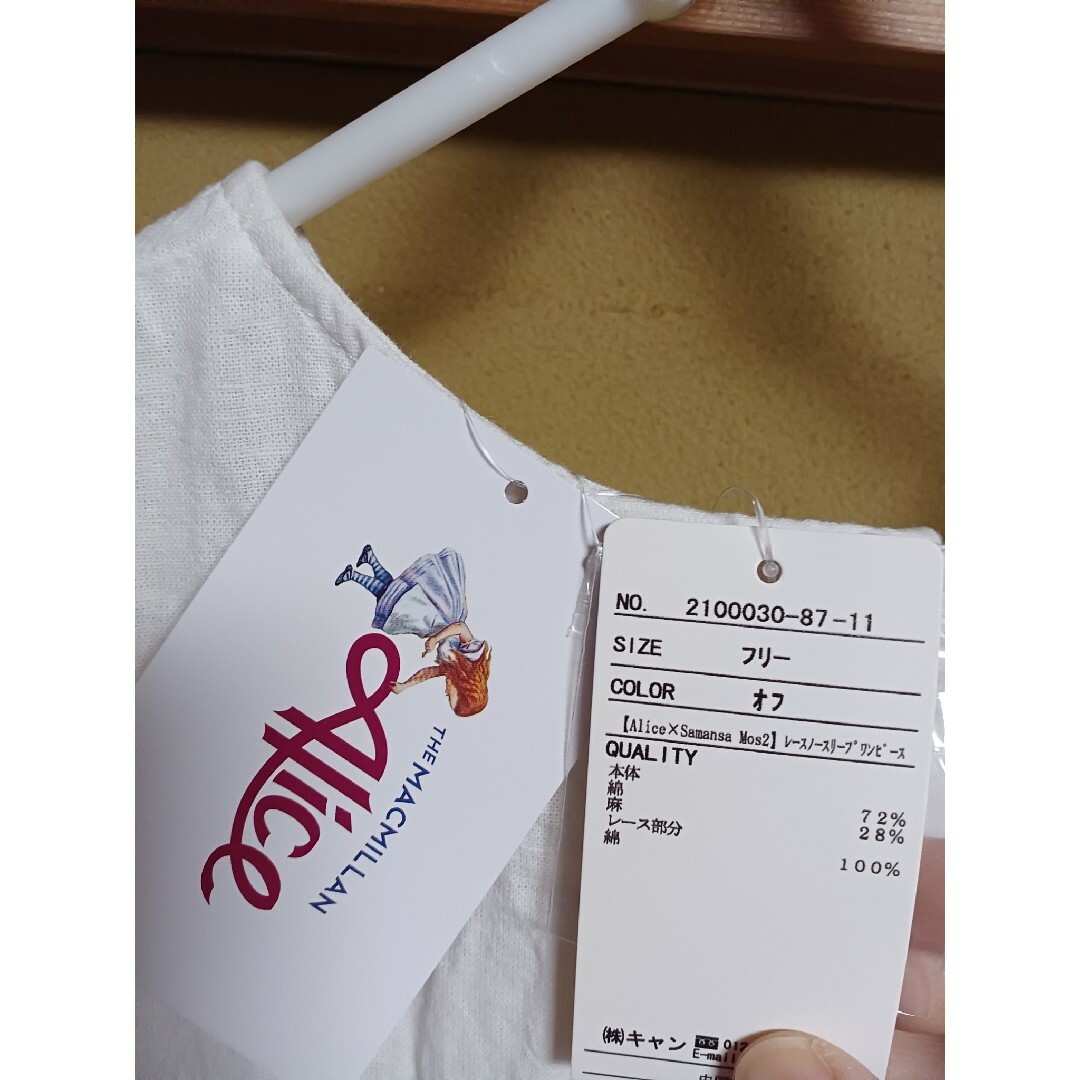 THE MACMILLAN
Alice
NO. 2100030-87-11
SIZE フリー
COLOR オフ
【Alice×Samansa Mos2】レースノースリーブワンピース
QUALITY
本体
綿 72%
麻 28%
レース部分
綿 100%
㈱キャン 012
E-mail